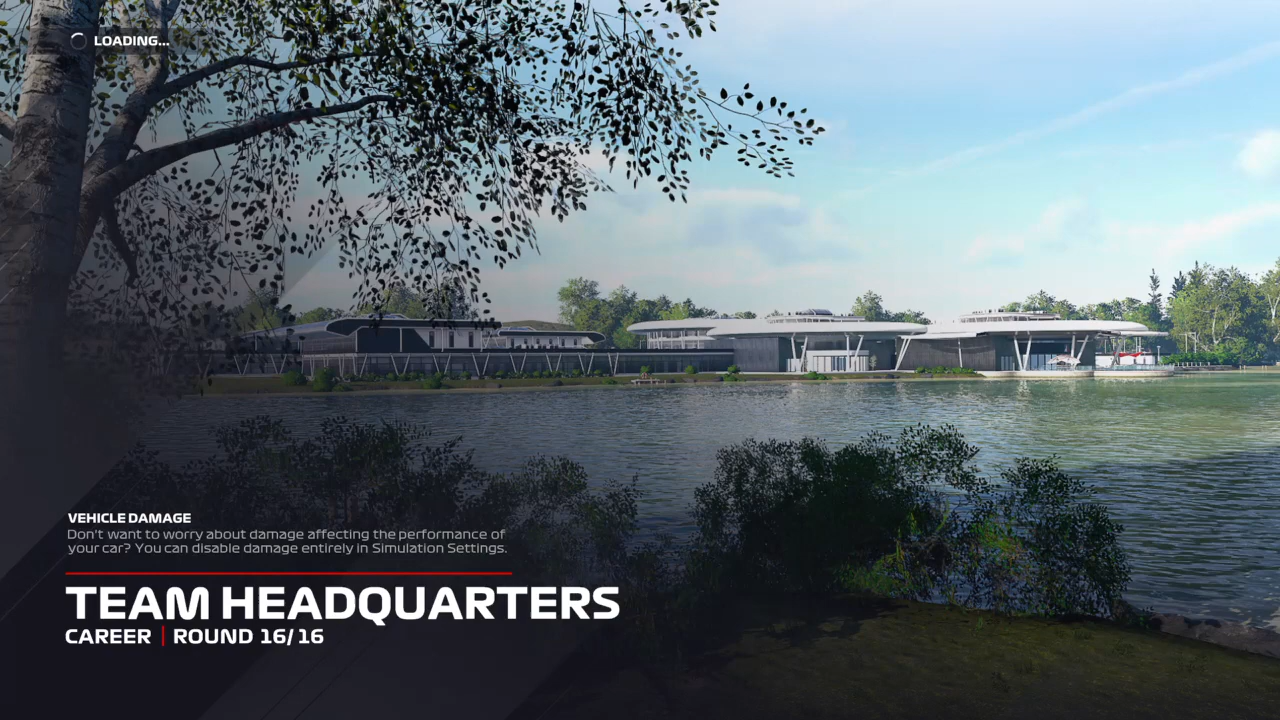 LOADING...
VEHICLE DAMAGE
Don't want to worry about damage affecting the performance of
your car? You can disable damage entirely in Simulation Settings.
TEAM HEADQUARTERS
CAREER | ROUND 16/16